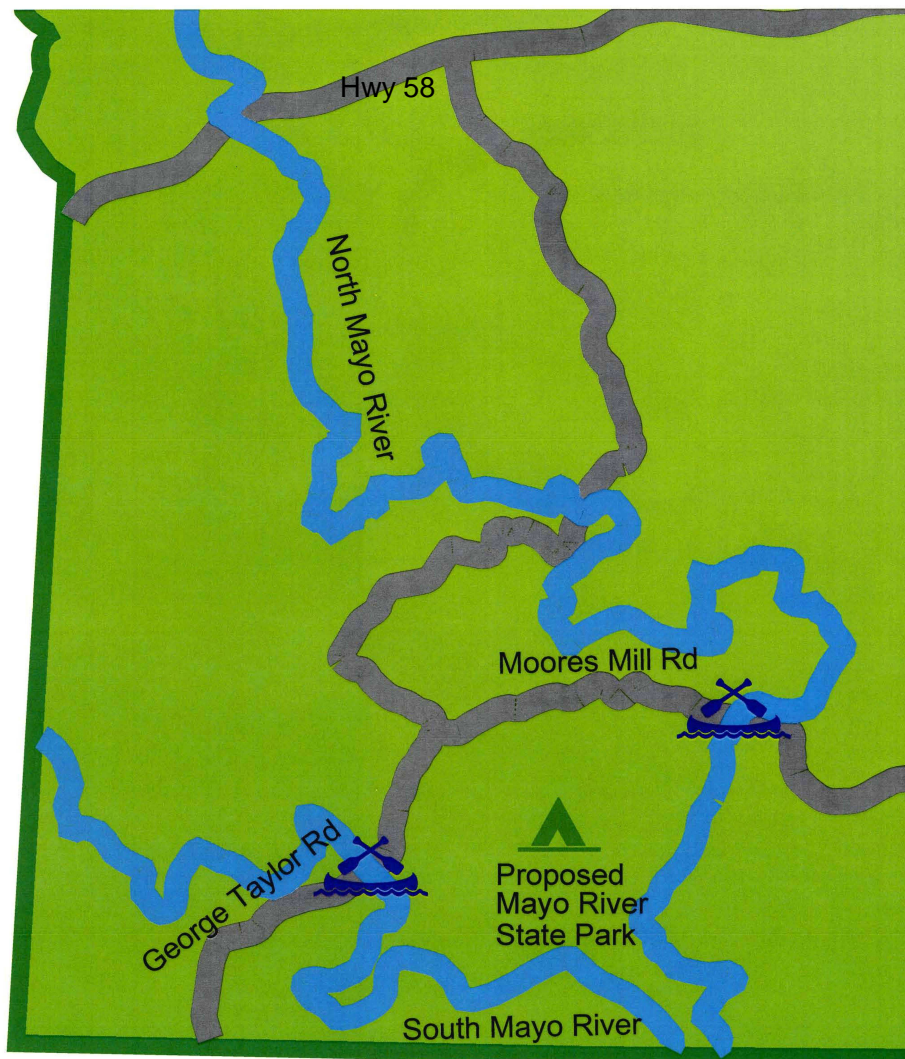 Hwy 58
North Mayo River
Moores Mill Rd
George Taylor Rd
Proposed
Mayo River
State Park
South Mayo River